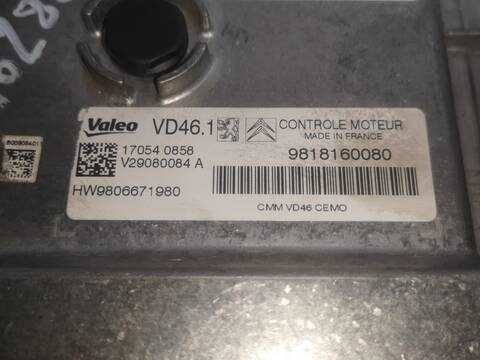 Valeo VD46.1 CONTROLE MOTEUR
MADE IN FRANCE
17054 0858
V29080084 A
9818160080
HW9806671980
CMM VD46 CEMO